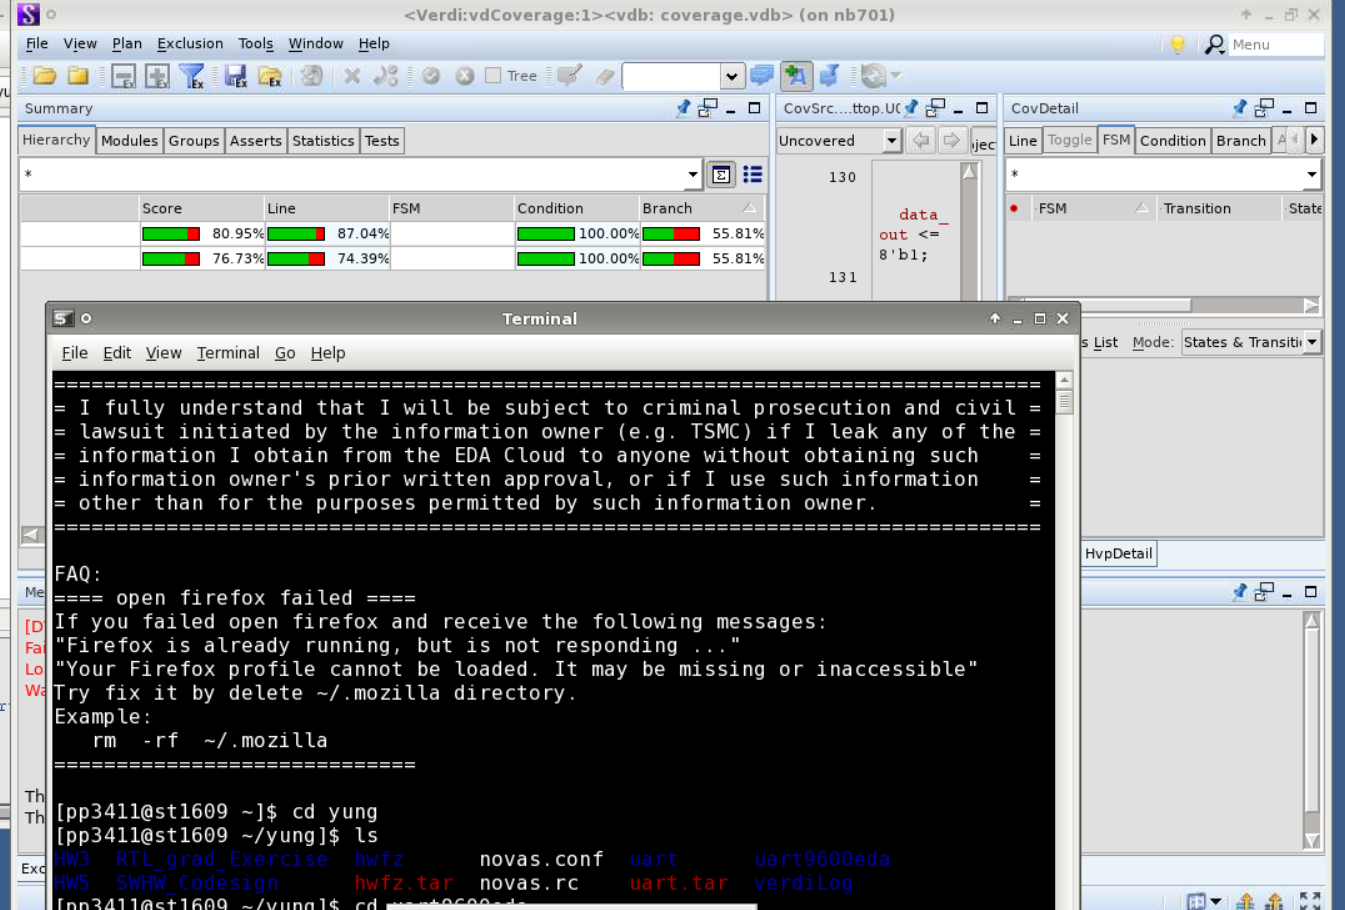 <Verdi:vdCoverage:1><vdb: coverage.vdb> (on nb701)
File View Plan Exclusion Tools Window Help
Menu
Ex Ex Ex Ex Tree
Summary
CovSrc....ttop.U(
CovDetail
Hierarchy Modules Groups Asserts Statistics Tests
Uncovered
Line Toggle FSM Condition Branch A
*
*
Score Line FSM Condition Branch
80.95% 87.04% 100.00% 55.81%
76.73% 74.39% 100.00% 55.81%
130
data_
out <=
8'b1;
131
FSM Transition State
s List Mode: States & Transiti
HvpDetail
Terminal
File Edit View Terminal Go Help
===============================================================================
= I fully understand that I will be subject to criminal prosecution and civil =
= lawsuit initiated by the information owner (e.g. TSMC) if I leak any of the =
= information I obtain from the EDA Cloud to anyone without obtaining such =
= information owner's prior written approval, or if I use such information =
= other than for the purposes permitted by such information owner. =
===============================================================================
FAQ:
==== open firefox failed ====
If you failed open firefox and receive the following messages:
"Firefox is already running, but is not responding ..."
"Your Firefox profile cannot be loaded. It may be missing or inaccessible"
Try fix it by delete ~/.mozilla directory.
Example:
rm -rf ~/.mozilla
=============================
[pp3411@st1609 ~]$ cd yung
[pp3411@st1609 ~/yung]$ ls
HW3 RTL_grad_Exercise hwfz novas.conf uart uart9600eda
HW5 SWHW_Codesign hwfz.tar novas.rc uart.tar verdiLog
[pp3411@st1609 ~/yung]$ cd uart9600eda
Me
[D
Fai
Lo
Wa
Th
Th
Exc